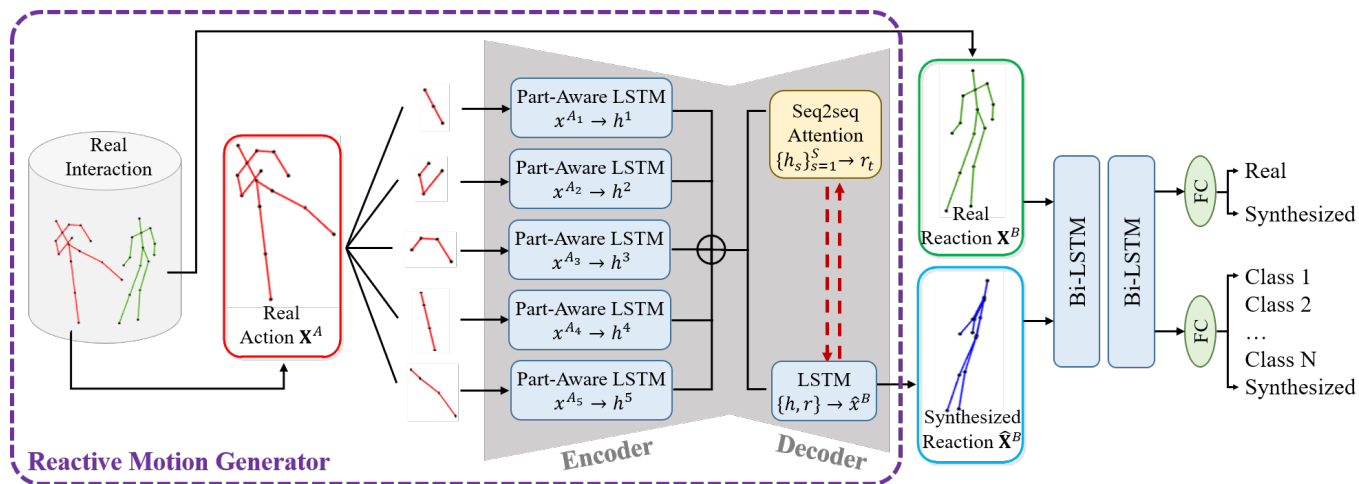 Real
Interaction
Real
Action X^A
Part-Aware LSTM
x^{A_1} → h^1
Part-Aware LSTM
x^{A_2} → h^2
Part-Aware LSTM
x^{A_3} → h^3
Part-Aware LSTM
x^{A_4} → h^4
Part-Aware LSTM
x^{A_5} → h^5
Encoder
Seq2seq
Attention
{h_s}_{s=1}^S → r_t
LSTM
{h, r} → x̂^B
Decoder
Reactive Motion Generator
Real
Reaction X^B
Synthesized
Reaction X̂^B
Bi-LSTM
Bi-LSTM
FC
Real
Synthesized
FC
Class 1
Class 2
…
Class N
Synthesized